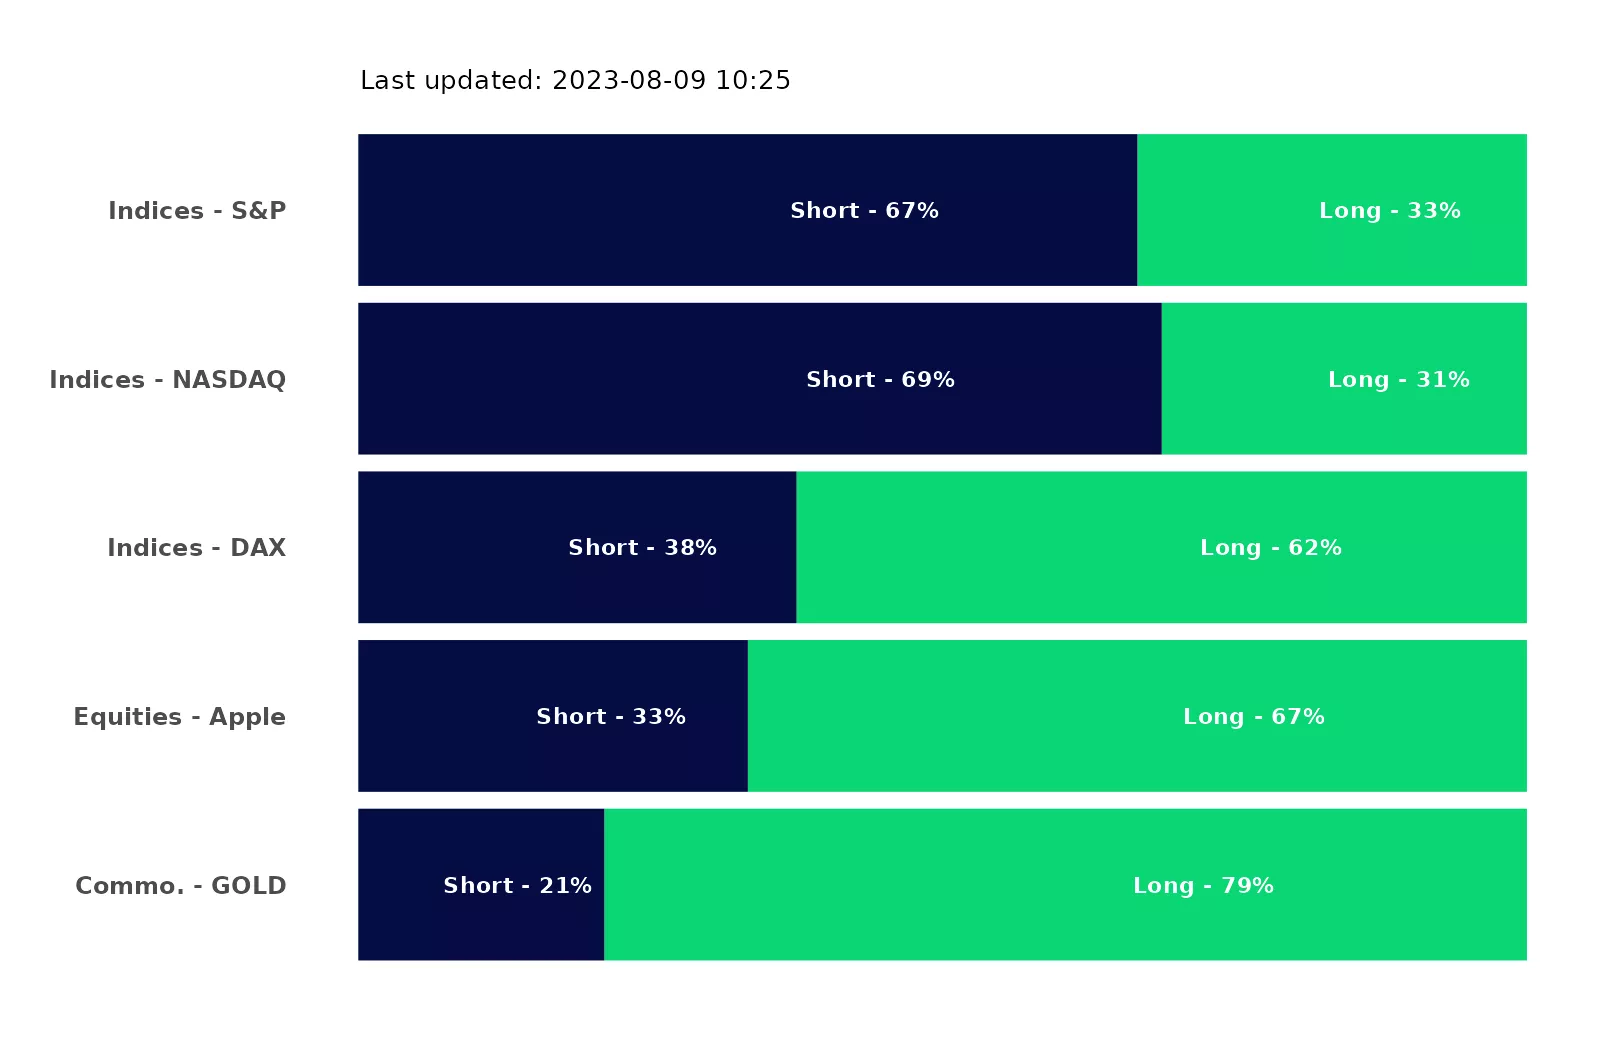 Last updated: 2023-08-09 10:25
Indices - S&P Short - 67% Long - 33%
Indices - NASDAQ Short - 69% Long - 31%
Indices - DAX Short - 38% Long - 62%
Equities - Apple Short - 33% Long - 67%
Commo. - GOLD Short - 21% Long - 79%